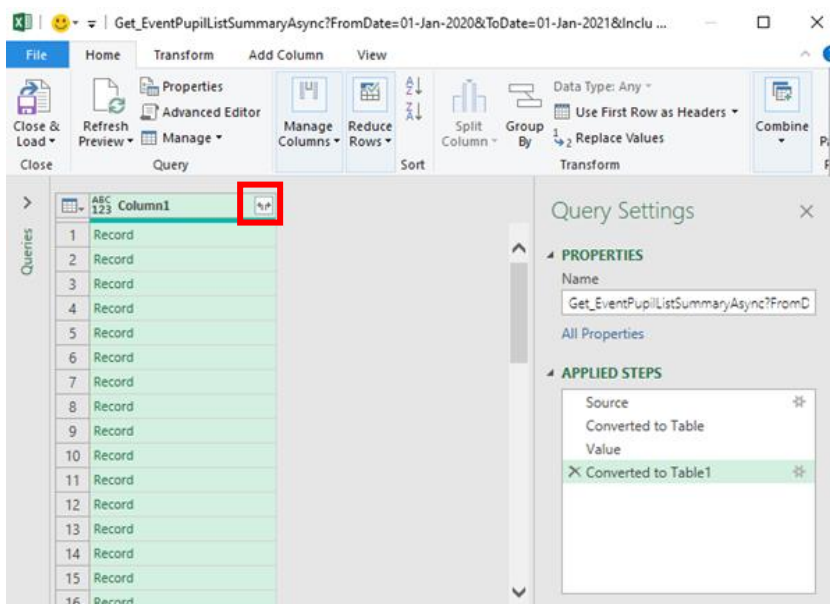 Get_EventPupilListSummaryAsync?FromDate=01-Jan-2020&ToDate=01-Jan-2021&Inclu ...
File Home Transform Add Column View
Close & Load
Refresh Preview
Properties
Advanced Editor
Manage
Manage Columns
Reduce Rows
Split Column
Group By
Data Type: Any
Use First Row as Headers
Replace Values
Combine
Close Query Sort Transform
Queries
ABC 123 Column1
1 Record
2 Record
3 Record
4 Record
5 Record
6 Record
7 Record
8 Record
9 Record
10 Record
11 Record
12 Record
13 Record
14 Record
15 Record
16 Record
Query Settings
PROPERTIES
Name
Get_EventPupilListSummaryAsync?FromD
All Properties
APPLIED STEPS
Source
Converted to Table
Value
Converted to Table1